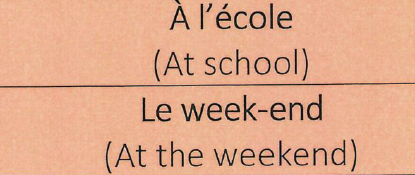 À l'école
(At school)
Le week-end
(At the weekend)